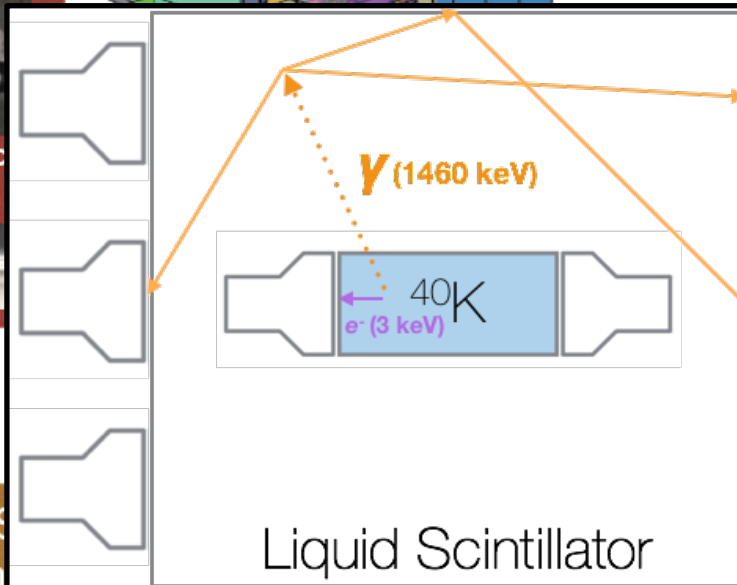 γ (1460 keV)
⁴⁰K
e⁻ (3 keV)
Liquid Scintillator